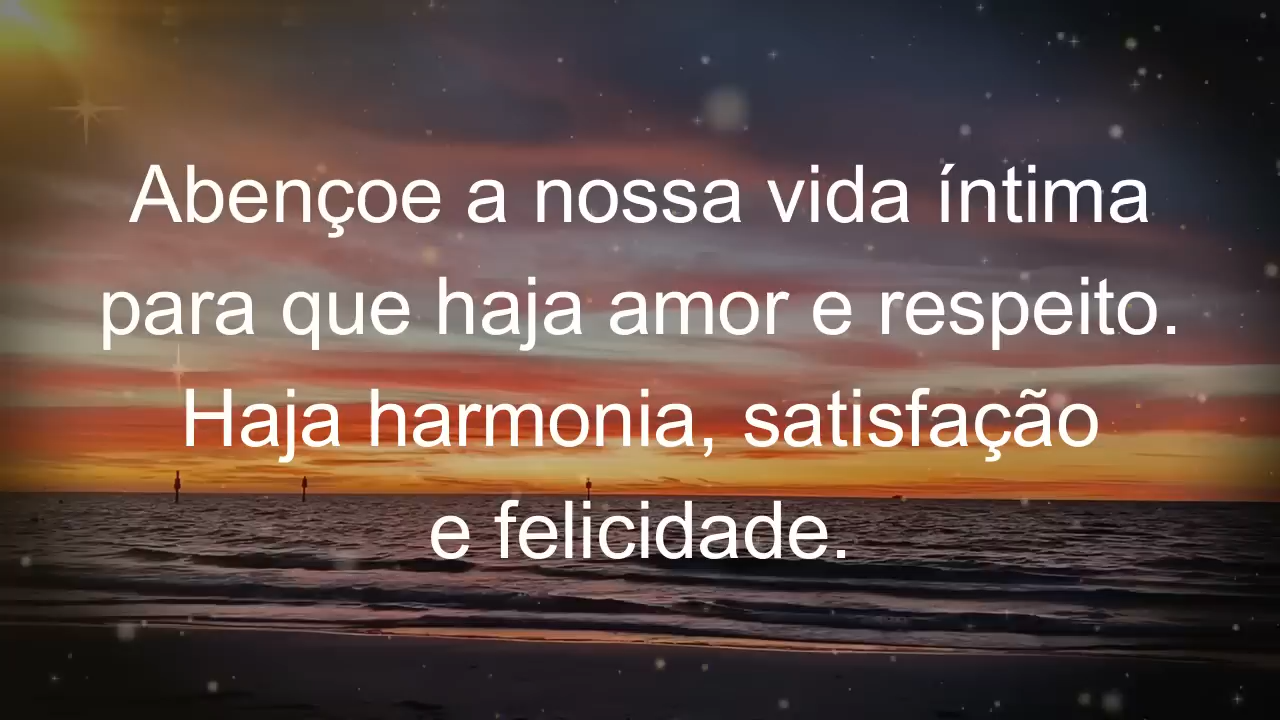 Abençoe a nossa vida íntima
para que haja amor e respeito.
Haja harmonia, satisfação
e felicidade.